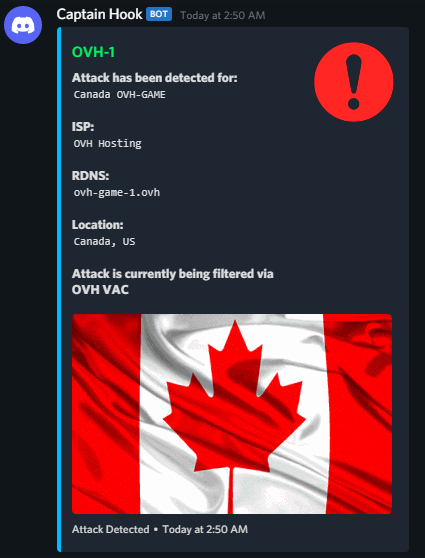 Captain Hook BOT Today at 2:50 AM
OVH-1
Attack has been detected for:
Canada OVH-GAME
ISP:
OVH Hosting
RDNS:
ovh-game-1.ovh
Location:
Canada, US
Attack is currently being filtered via
OVH VAC
Attack Detected • Today at 2:50 AM